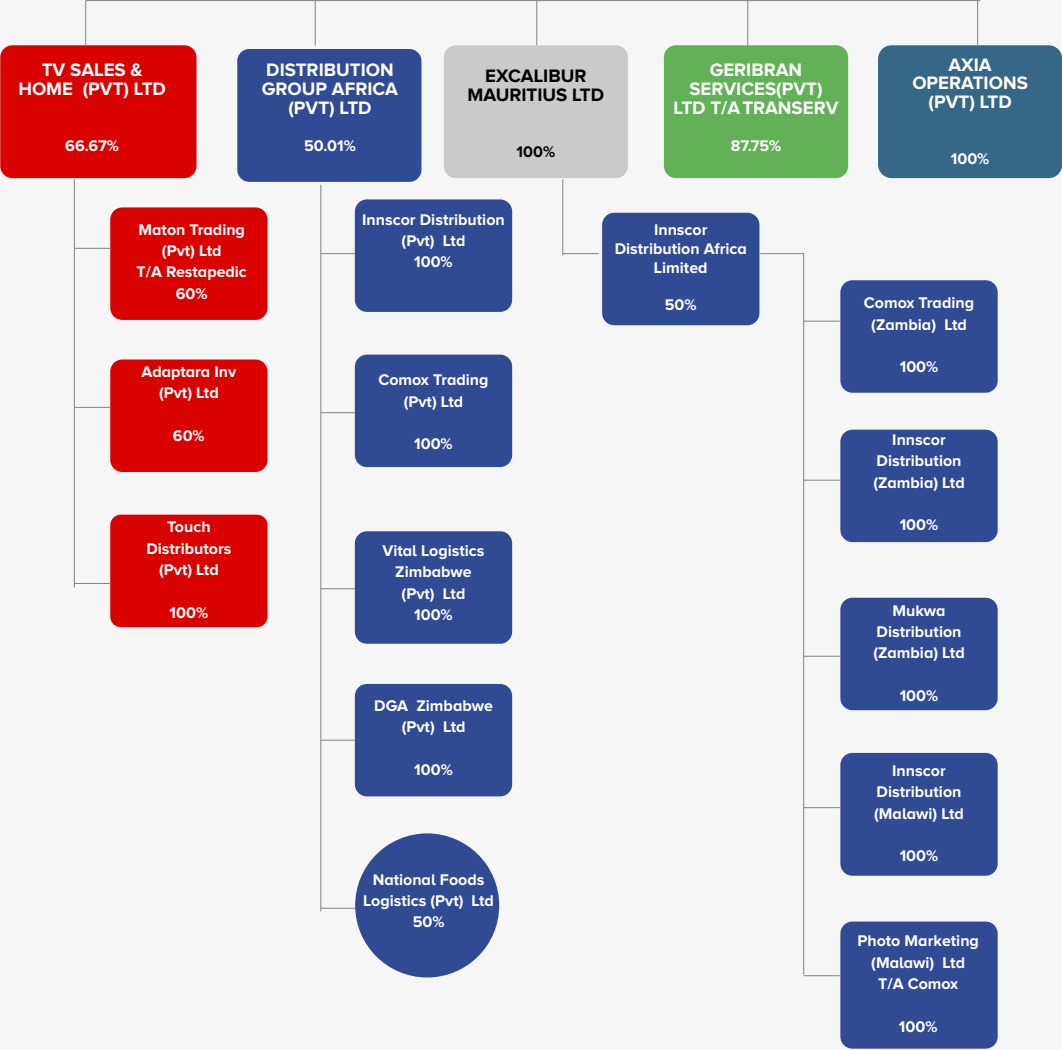 TV SALES &
HOME (PVT) LTD
66.67%
DISTRIBUTION
GROUP AFRICA
(PVT) LTD
50.01%
EXCALIBUR
MAURITIUS LTD
100%
GERIBRAN
SERVICES(PVT)
LTD T/A TRANSERV
87.75%
AXIA
OPERATIONS
(PVT) LTD
100%
Maton Trading
(Pvt) Ltd
T/A Restapedic
60%
Adaptara Inv
(Pvt) Ltd
60%
Touch
Distributors
(Pvt) Ltd
100%
Innscor Distribution
(Pvt) Ltd
100%
Comox Trading
(Pvt) Ltd
100%
Vital Logistics
Zimbabwe
(Pvt) Ltd
100%
DGA Zimbabwe
(Pvt) Ltd
100%
National Foods
Logistics (Pvt) Ltd
50%
Innscor
Distribution Africa
Limited
50%
Comox Trading
(Zambia) Ltd
100%
Innscor
Distribution
(Zambia) Ltd
100%
Mukwa
Distribution
(Zambia) Ltd
100%
Innscor
Distribution
(Malawi) Ltd
100%
Photo Marketing
(Malawi) Ltd
T/A Comox
100%